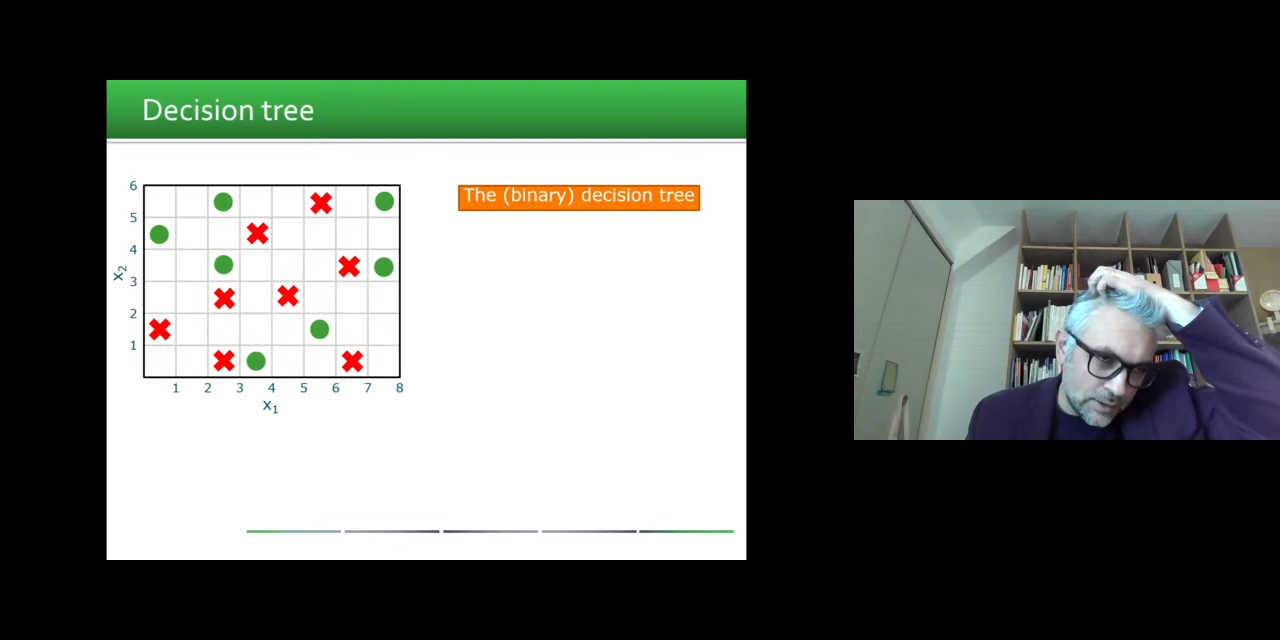 Decision tree
The (binary) decision tree
6
5
4
3
2
1
x2
1 2 3 4 5 6 7 8
x1